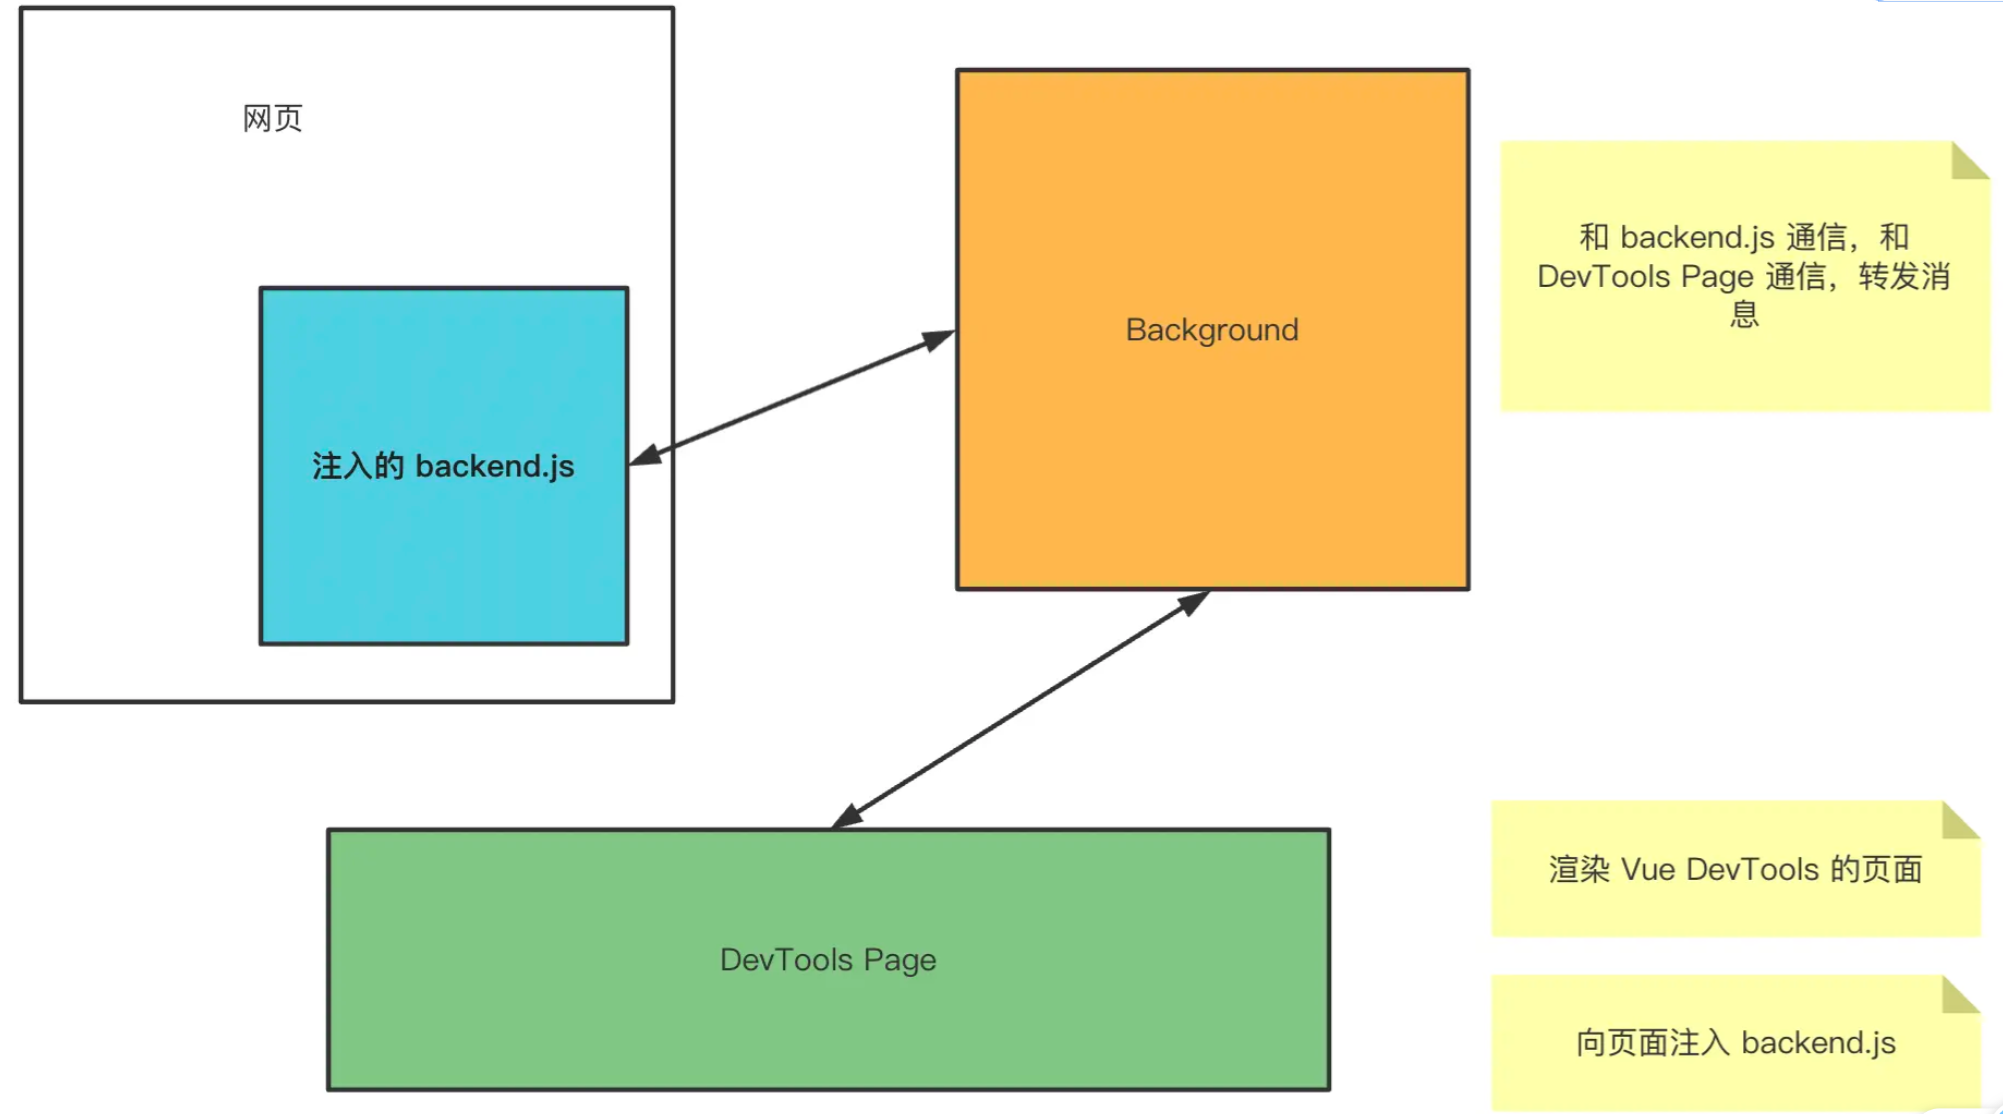 网页
注入的 backend.js
Background
和 backend.js 通信，和
DevTools Page 通信，转发消
息
DevTools Page
渲染 Vue DevTools 的页面
向页面注入 backend.js